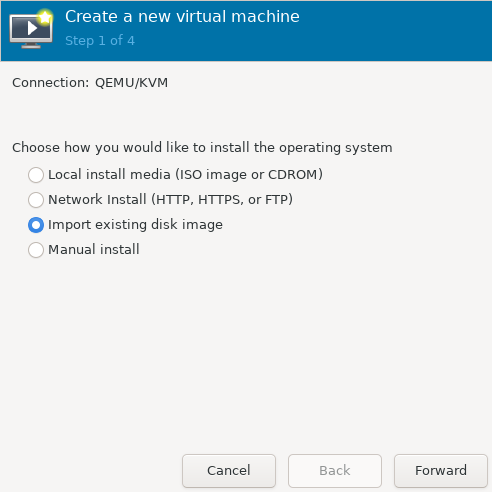 Create a new virtual machine
Step 1 of 4
Connection: QEMU/KVM
Choose how you would like to install the operating system
Local install media (ISO image or CDROM)
Network Install (HTTP, HTTPS, or FTP)
Import existing disk image
Manual install
Cancel Back Forward